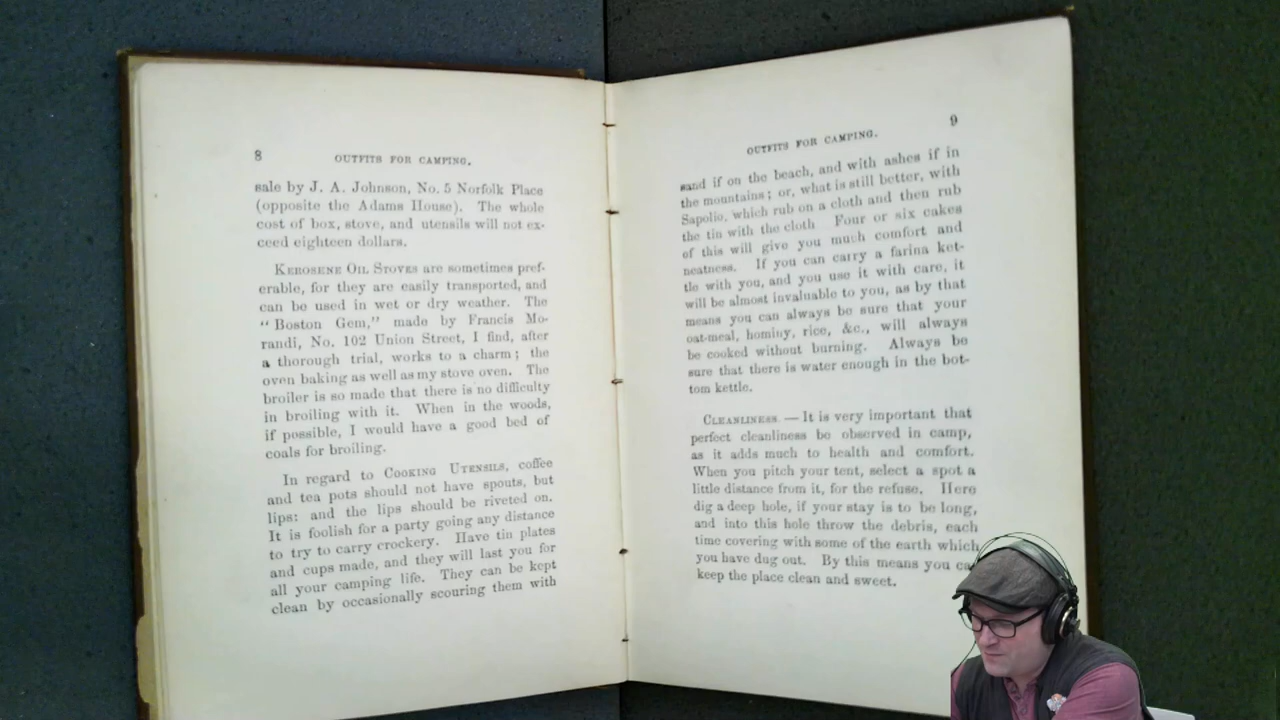 8
OUTFITS FOR CAMPING.
sale by J. A. Johnson, No. 5 Norfolk Place
(opposite the Adams House). The whole
cost of box, stove, and utensils will not ex-
ceed eighteen dollars.
KEROSENE OIL STOVES are sometimes pref-
erable, for they are easily transported, and
can be used in wet or dry weather. The
“Boston Gem,” made by Francis Mo-
randi, No. 102 Union Street, I find, after
a thorough trial, works to a charm; the
oven baking as well as my stove oven. The
broiler is so made that there is no difficulty
in broiling with it. When in the woods,
if possible, I would have a good bed of
coals for broiling.
In regard to COOKING UTENSILS, coffee
and tea pots should not have spouts, but
lips: and the lips should be riveted on.
It is foolish for a party going any distance
to try to carry crockery. Have tin plates
and cups made, and they will last you for
all your camping life. They can be kept
clean by occasionally scouring them with
OUTFITS FOR CAMPING.
9
sand if on the beach, and with ashes if in
the mountains; or, what is still better, with
Sapolio, which rub on a cloth and then rub
the tin with the cloth Four or six cakes
of this will give you much comfort and
neatness. If you can carry a farina ket-
tle with you, and you use it with care, it
will be almost invaluable to you, as by that
means you can always be sure that your
oat-meal, hominy, rice, &c., will always
be cooked without burning. Always be
sure that there is water enough in the bot-
tom kettle.
CLEANLINESS. — It is very important that
perfect cleanliness be observed in camp,
as it adds much to health and comfort.
When you pitch your tent, select a spot a
little distance from it, for the refuse. Here
dig a deep hole, if your stay is to be long,
and into this hole throw the debris, each
time covering with some of the earth which
you have dug out. By this means you
keep the place clean and sweet.